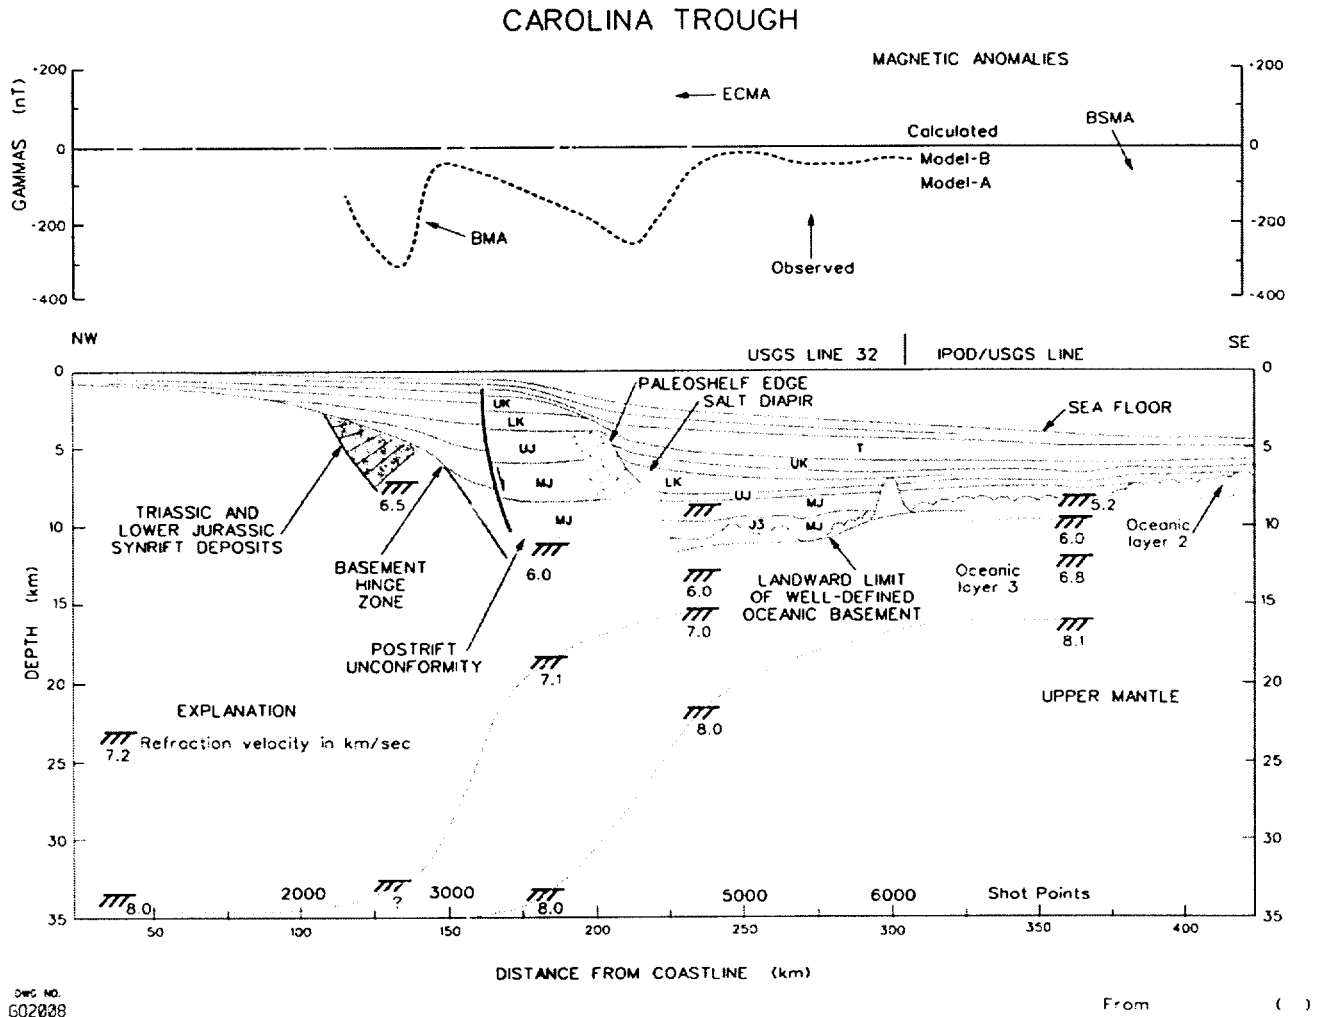 CAROLINA TROUGH
MAGNETIC ANOMALIES
GAMMAS (nT)
+200
0
-200
-400
+200
0
-200
-400
ECMA
BSMA
Calculated
Model-B
Model-A
BMA
Observed
NW
SE
USGS LINE 32
IPOD/USGS LINE
DEPTH (km)
0
5
10
15
20
25
30
35
0
5
10
15
20
25
30
35
PALEOSHELF EDGE
SALT DIAPIR
SEA FLOOR
UK
LK
UJ
MJ
MJ
T
UK
LK
UJ
MJ
J3
MJ
TRIASSIC AND
LOWER JURASSIC
SYNRIFT DEPOSITS
6.5
BASEMENT
HINGE
ZONE
POSTRIFT
UNCONFORMITY
6.0
7.1
8.0
6.0
7.0
8.0
LANDWARD LIMIT
OF WELL-DEFINED
OCEANIC BASEMENT
Oceanic
layer 3
5.2
6.0
6.8
8.1
Oceanic
layer 2
UPPER MANTLE
EXPLANATION
7.2
Refraction velocity in km/sec
8.0
?
2000
3000
5000
6000
Shot Points
50
100
150
200
250
300
350
400
DISTANCE FROM COASTLINE (km)
DWG NO.
G02008
From ( )